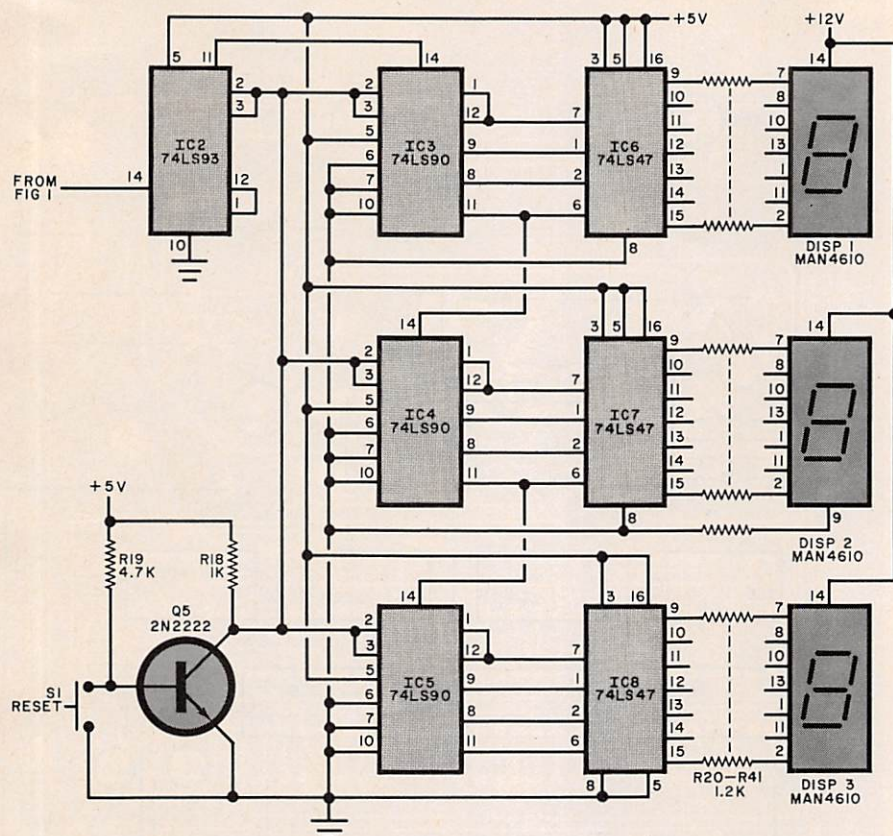 +5V
+12V
5 11 14 3 5 16 14
2 2 1 9 7
3 3 12 7 10 8
IC2
74LS93
5
IC3
74LS90
9 1
IC6
74LS47
11 10
6 12 13
FROM
FIG 1
14 12 7 8 2 13 1
1 10 11 6 14 11
10 15 2
8
DISP 1
MAN4610
14 3 5 16 14
2 1 9 7
3 12 7 10 8
5
IC4
74LS90
9 1
IC7
74LS47
11 10
6 12 13
7 8 2 13 1
10 11 6 14 11
15 2
8 9
DISP 2
MAN4610
+5V
R19
4.7K
R18
1K
Q5
2N2222
S1
RESET
14 3 16 14
2 1 9 7
3 12 7 10 8
5
IC5
74LS90
9 1
IC8
74LS47
11 10
6 12 13
7 8 2 13 1
10 11 6 14 11
15 2
8 5
R20–R41
1.2K
DISP 3
MAN4610